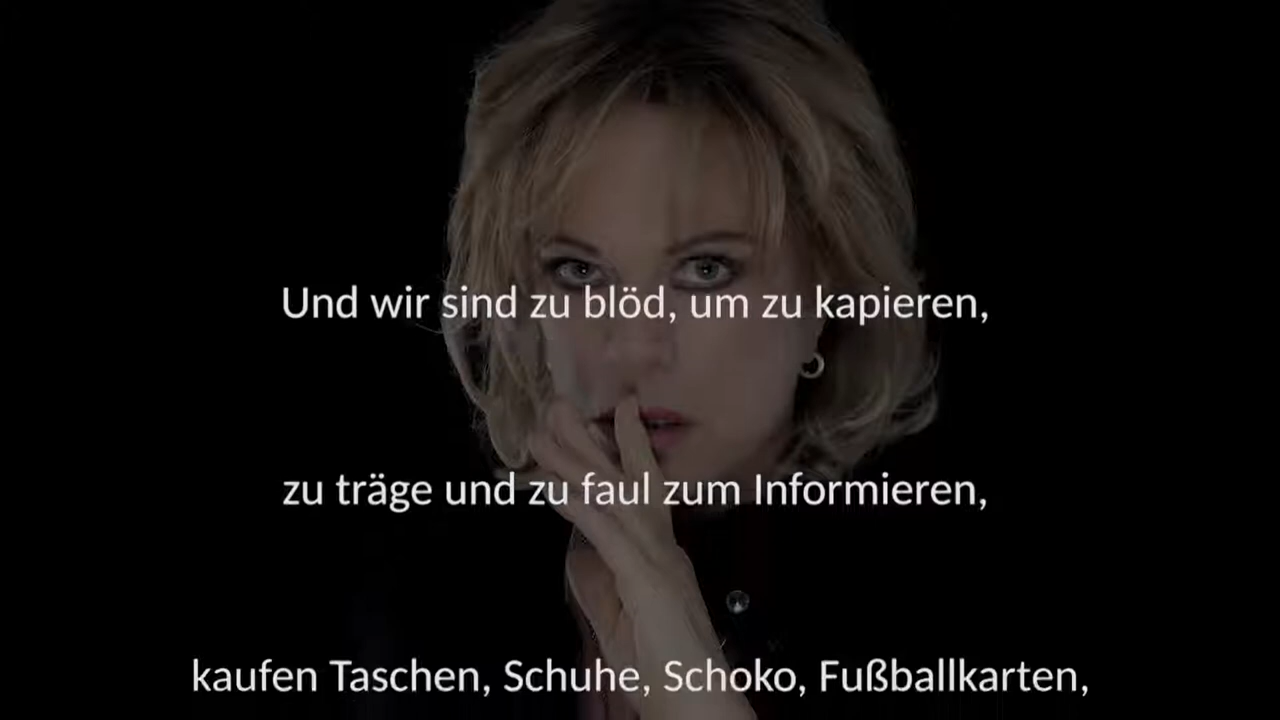 Und wir sind zu blöd, um zu kapieren,
zu träge und zu faul zum Informieren,
kaufen Taschen, Schuhe, Schoko, Fußballkarten,